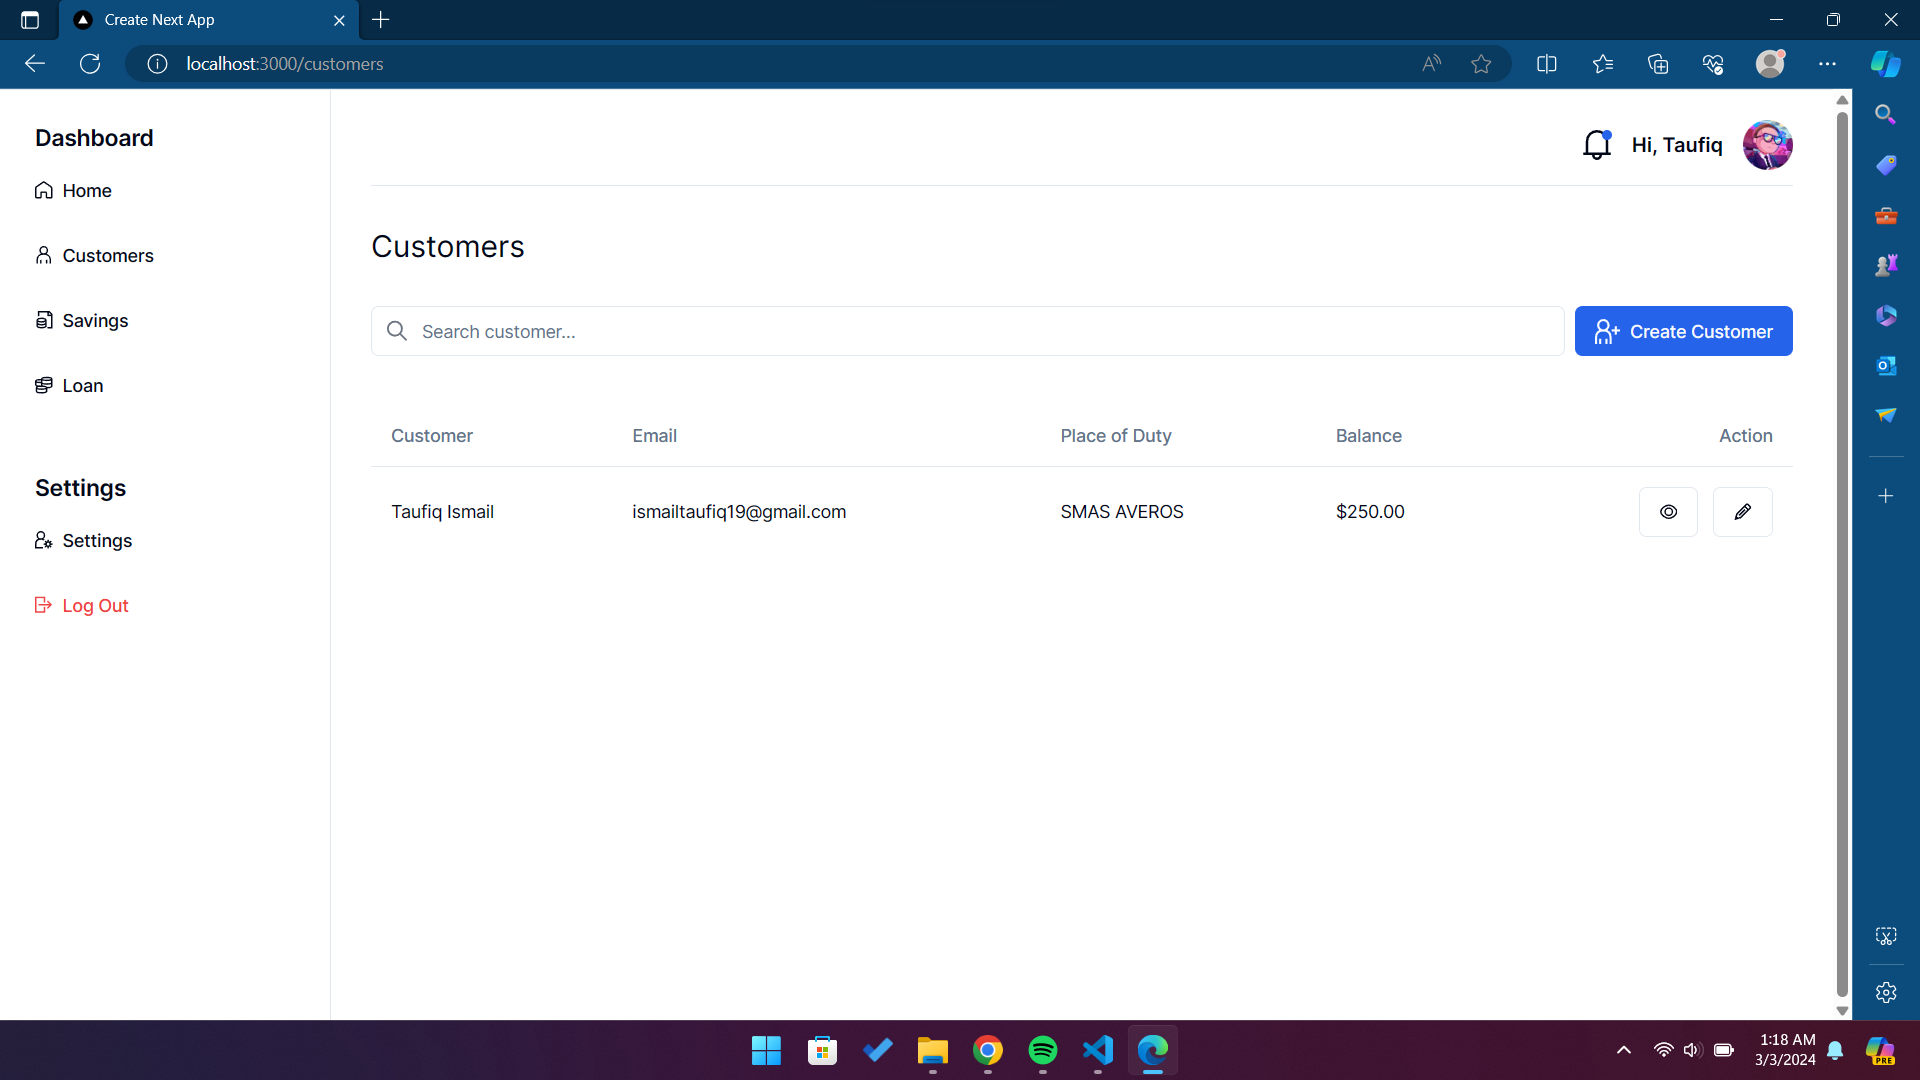 Create Next App
localhost:3000/customers
Dashboard
Home
Customers
Savings
Loan
Settings
Settings
Log Out
Hi, Taufiq
Customers
Search customer...
Create Customer
Customer Email Place of Duty Balance Action
Taufiq Ismail ismailtaufiq19@gmail.com SMAS AVEROS $250.00
1:18 AM
3/3/2024
PRE